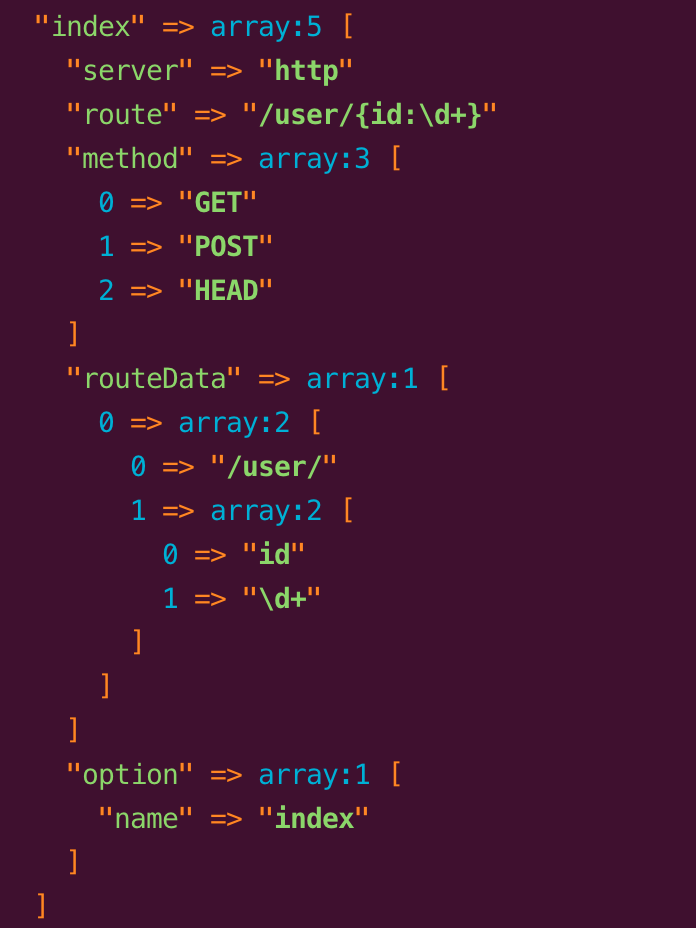 "index" => array:5 [
  "server" => "http"
  "route" => "/user/{id:\d+}"
  "method" => array:3 [
    0 => "GET"
    1 => "POST"
    2 => "HEAD"
  ]
  "routeData" => array:1 [
    0 => array:2 [
      0 => "/user/"
      1 => array:2 [
        0 => "id"
        1 => "\d+"
      ]
    ]
  ]
  "option" => array:1 [
    "name" => "index"
  ]
]